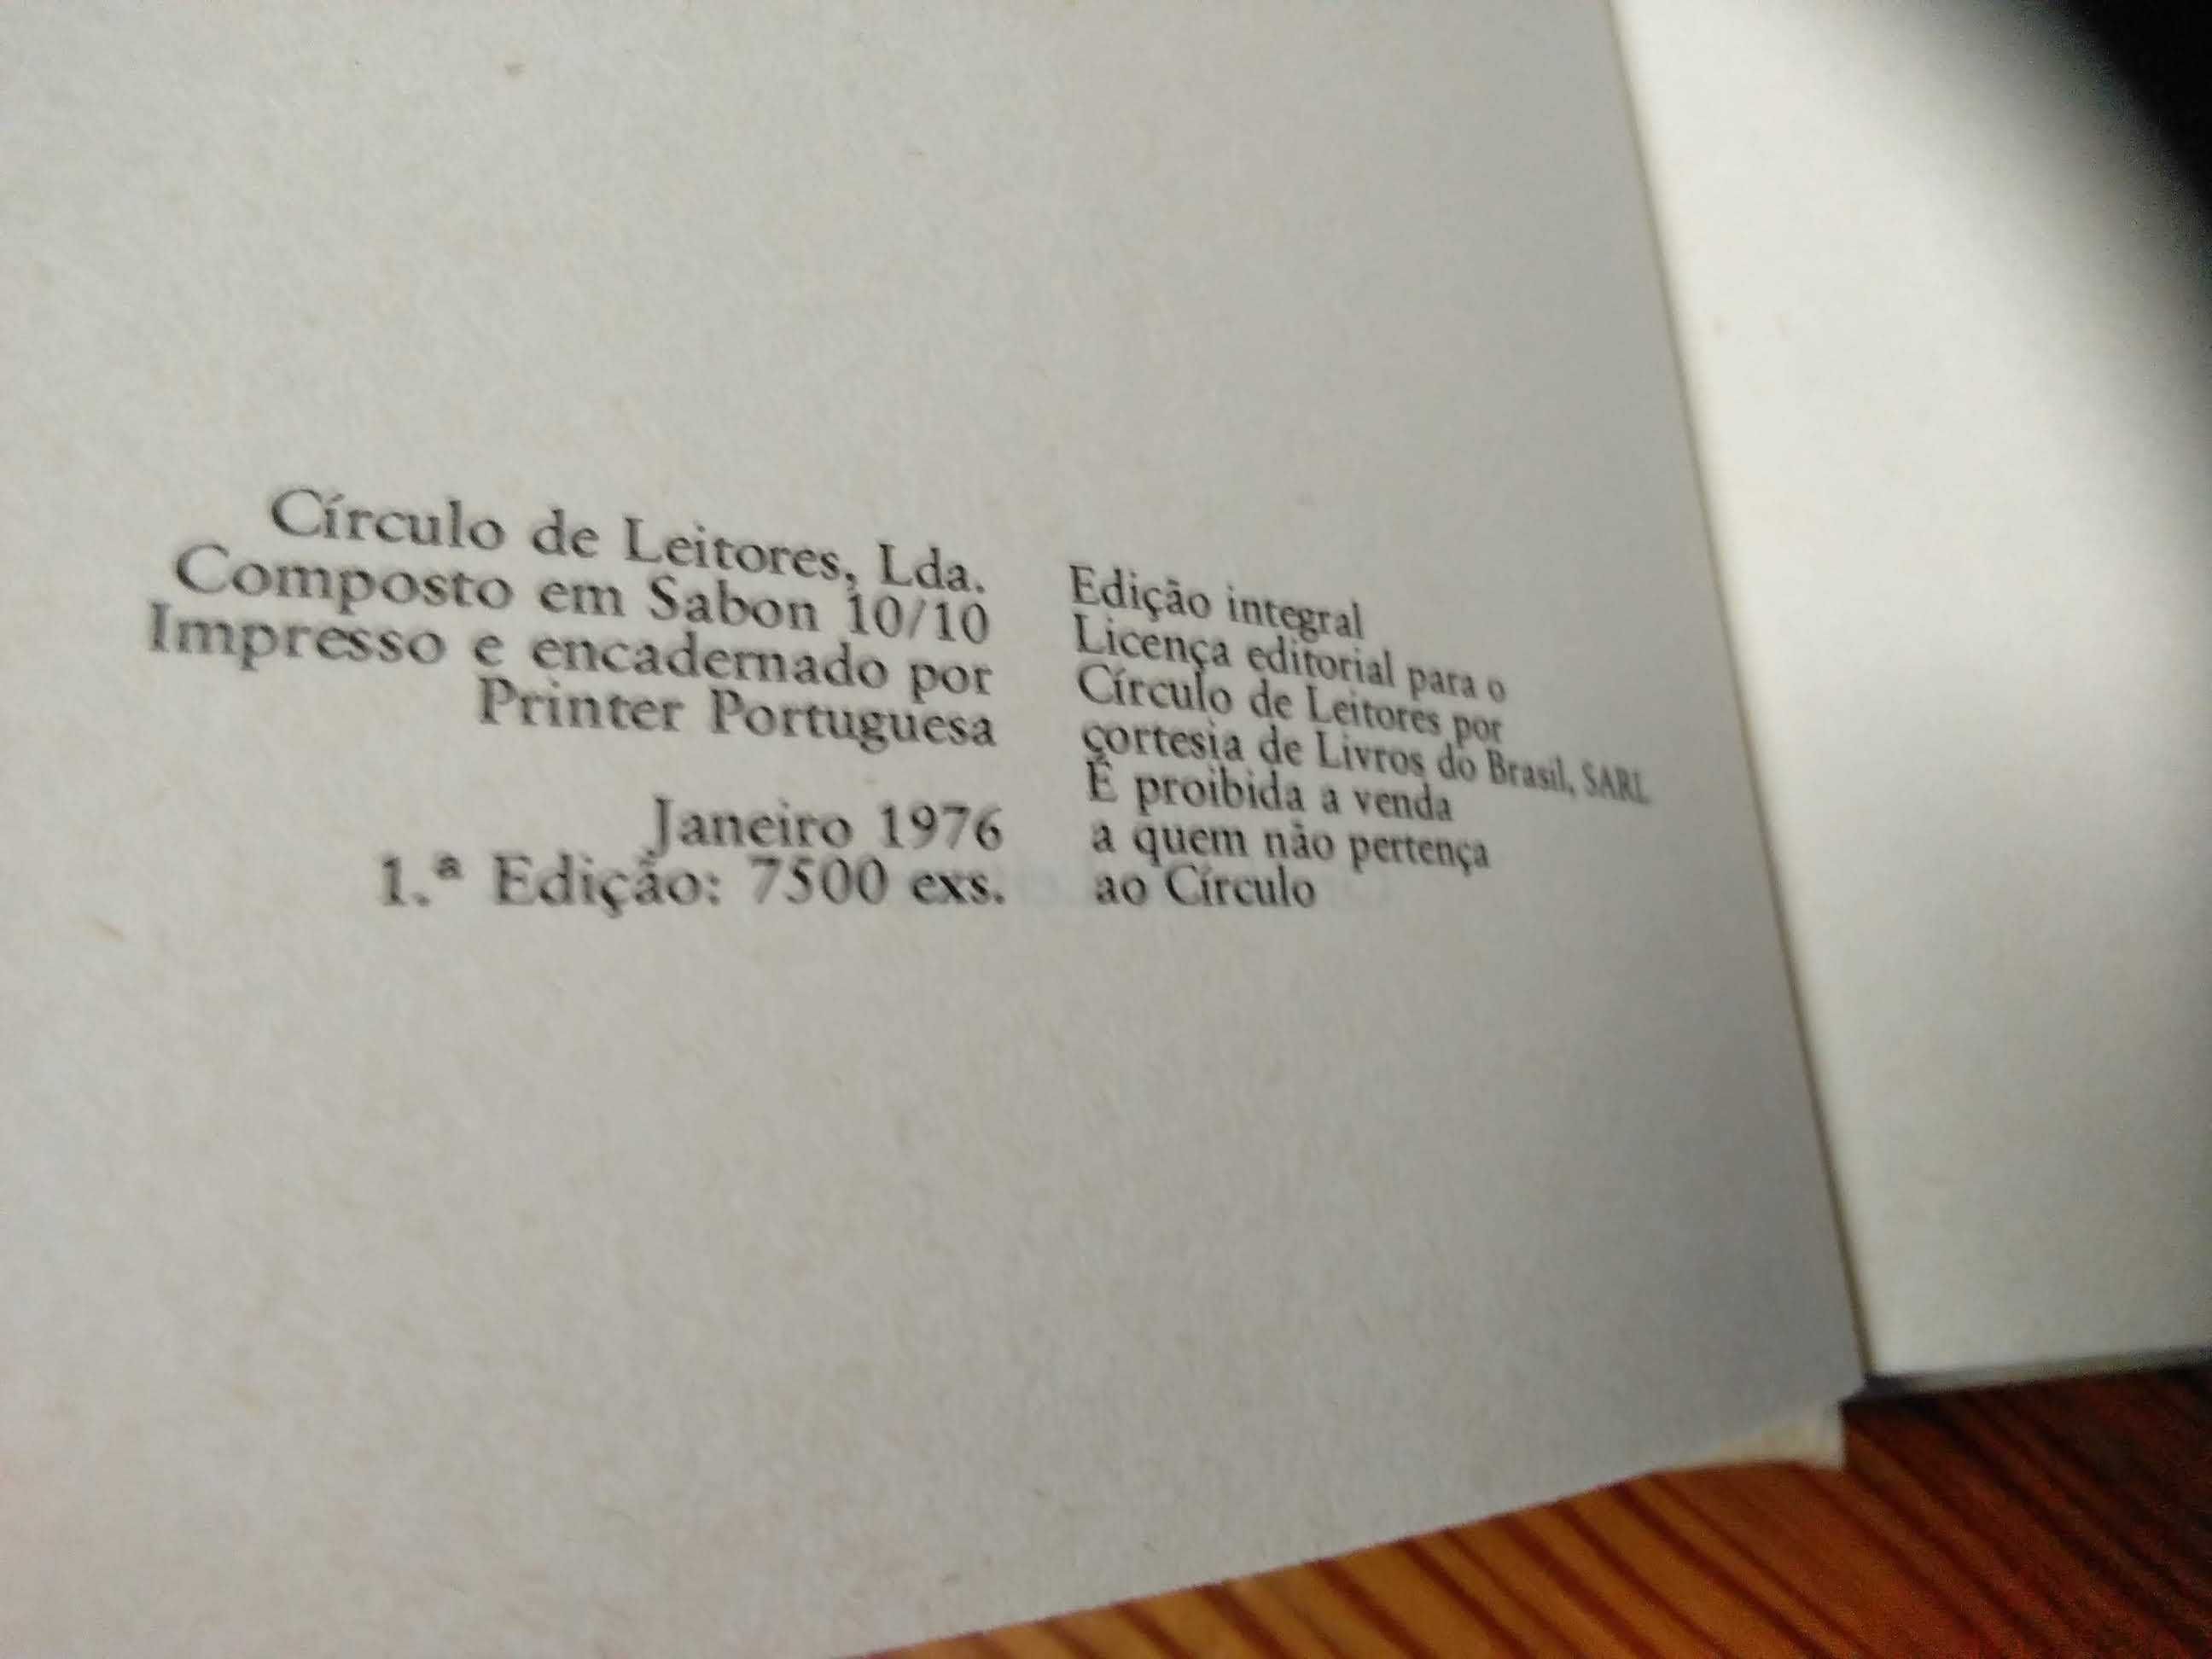 Círculo de Leitores, Lda.
Composto em Sabon 10/10
Impresso e encadernado por
Printer Portuguesa
Janeiro 1976
1.ª Edição: 7500 exs.
Edição integral
Licença editorial para o
Círculo de Leitores por
cortesia de Livros do Brasil, SARL
É proibida a venda
a quem não pertença
ao Círculo